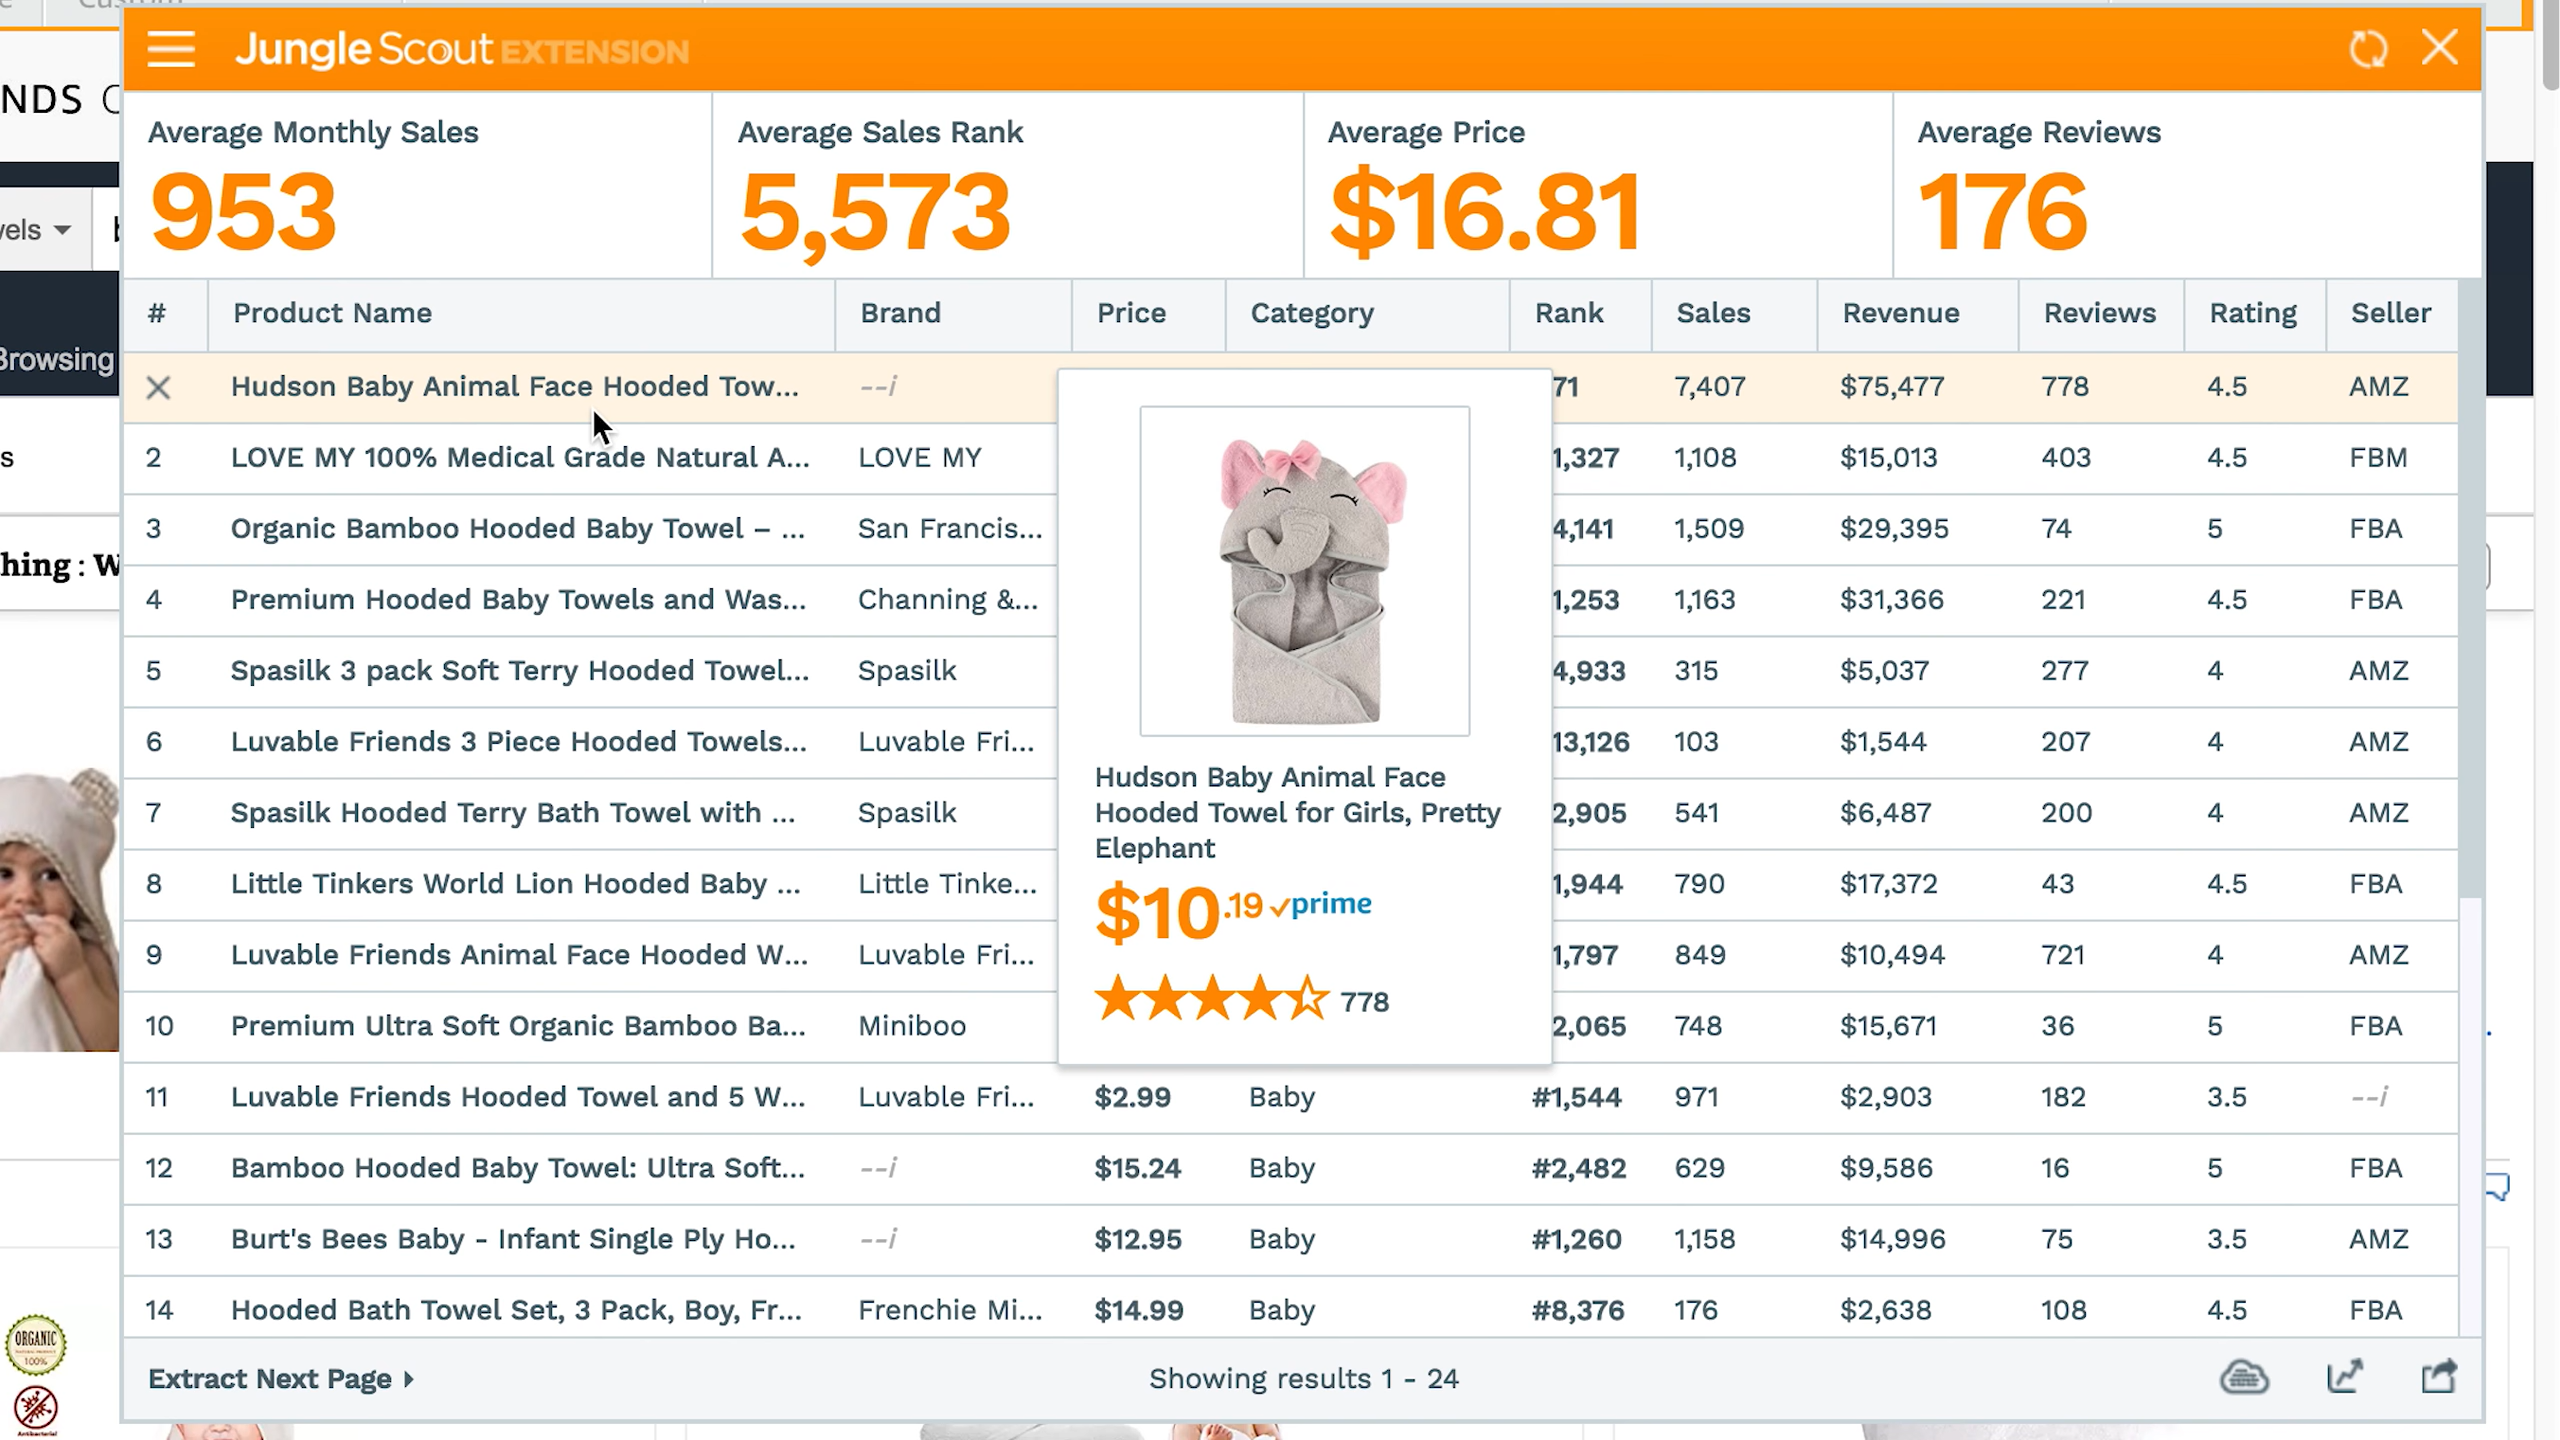 Jungle Scout EXTENSION
NDS
Average Monthly Sales
953
Average Sales Rank
5,573
Average Price
$16.81
Average Reviews
176
# Product Name Brand Price Category Rank Sales Revenue Reviews Rating Seller
Browsing
Hudson Baby Animal Face Hooded Tow... --i 71 7,407 $75,477 778 4.5 AMZ
2 LOVE MY 100% Medical Grade Natural A... LOVE MY 1,327 1,108 $15,013 403 4.5 FBM
3 Organic Bamboo Hooded Baby Towel – ... San Francis... 4,141 1,509 $29,395 74 5 FBA
hing : W
4 Premium Hooded Baby Towels and Was... Channing &... 1,253 1,163 $31,366 221 4.5 FBA
5 Spasilk 3 pack Soft Terry Hooded Towel... Spasilk 4,933 315 $5,037 277 4 AMZ
6 Luvable Friends 3 Piece Hooded Towels... Luvable Fri... 13,126 103 $1,544 207 4 AMZ
7 Spasilk Hooded Terry Bath Towel with ... Spasilk 2,905 541 $6,487 200 4 AMZ
8 Little Tinkers World Lion Hooded Baby ... Little Tinke... 1,944 790 $17,372 43 4.5 FBA
9 Luvable Friends Animal Face Hooded W... Luvable Fri... 1,797 849 $10,494 721 4 AMZ
10 Premium Ultra Soft Organic Bamboo Ba... Miniboo 2,065 748 $15,671 36 5 FBA
Hudson Baby Animal Face
Hooded Towel for Girls, Pretty
Elephant
$10.19 prime
778
11 Luvable Friends Hooded Towel and 5 W... Luvable Fri... $2.99 Baby #1,544 971 $2,903 182 3.5 --i
12 Bamboo Hooded Baby Towel: Ultra Soft... --i $15.24 Baby #2,482 629 $9,586 16 5 FBA
13 Burt's Bees Baby - Infant Single Ply Ho... --i $12.95 Baby #1,260 1,158 $14,996 75 3.5 AMZ
14 Hooded Bath Towel Set, 3 Pack, Boy, Fr... Frenchie Mi... $14.99 Baby #8,376 176 $2,638 108 4.5 FBA
ORGANIC
100%
Extract Next Page Showing results 1 - 24
Antibacterial